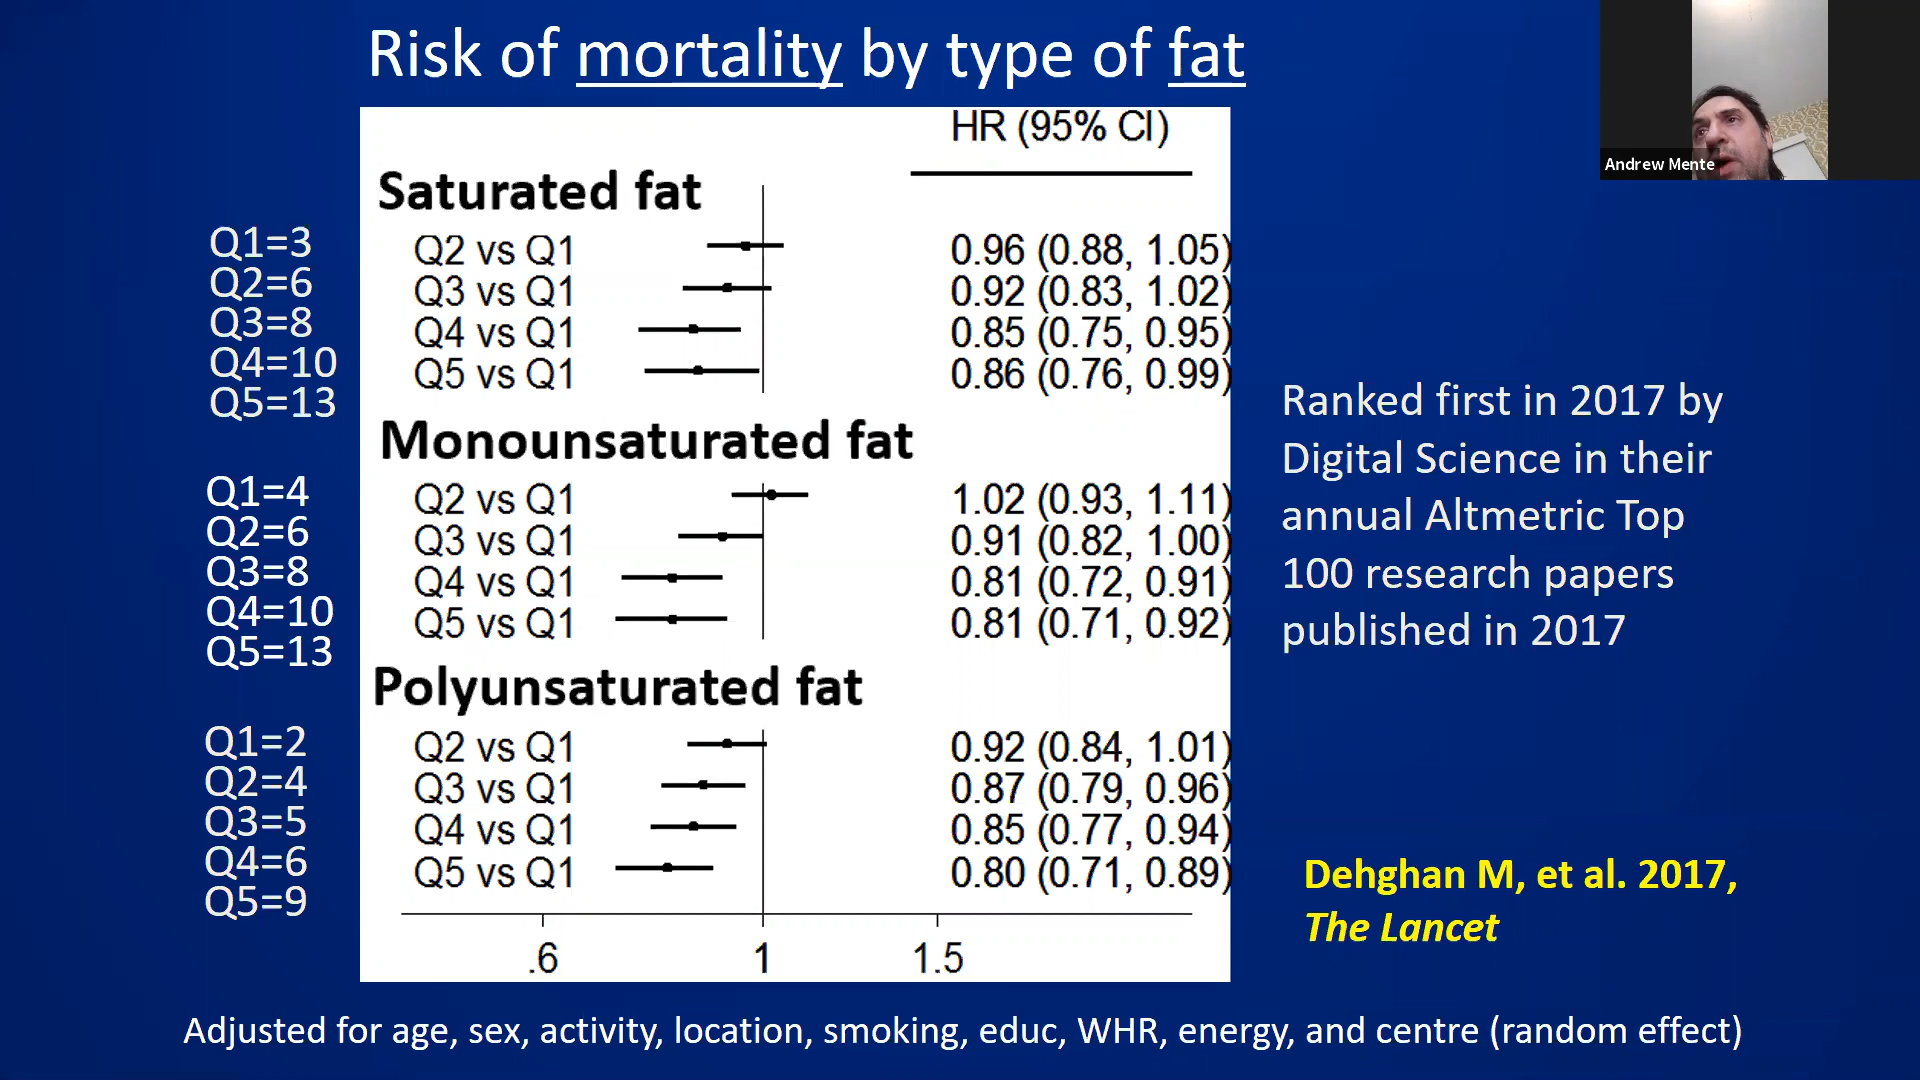 Risk of mortality by type of fat
Andrew Mente
HR (95% CI)
Saturated fat
Q1=3
Q2=6
Q3=8
Q4=10
Q5=13
Q2 vs Q1 0.96 (0.88, 1.05)
Q3 vs Q1 0.92 (0.83, 1.02)
Q4 vs Q1 0.85 (0.75, 0.95)
Q5 vs Q1 0.86 (0.76, 0.99)
Monounsaturated fat
Q1=4
Q2=6
Q3=8
Q4=10
Q5=13
Q2 vs Q1 1.02 (0.93, 1.11)
Q3 vs Q1 0.91 (0.82, 1.00)
Q4 vs Q1 0.81 (0.72, 0.91)
Q5 vs Q1 0.81 (0.71, 0.92)
Polyunsaturated fat
Q1=2
Q2=4
Q3=5
Q4=6
Q5=9
Q2 vs Q1 0.92 (0.84, 1.01)
Q3 vs Q1 0.87 (0.79, 0.96)
Q4 vs Q1 0.85 (0.77, 0.94)
Q5 vs Q1 0.80 (0.71, 0.89)
.6 1 1.5
Ranked first in 2017 by
Digital Science in their
annual Altmetric Top
100 research papers
published in 2017
Dehghan M, et al. 2017,
The Lancet
Adjusted for age, sex, activity, location, smoking, educ, WHR, energy, and centre (random effect)